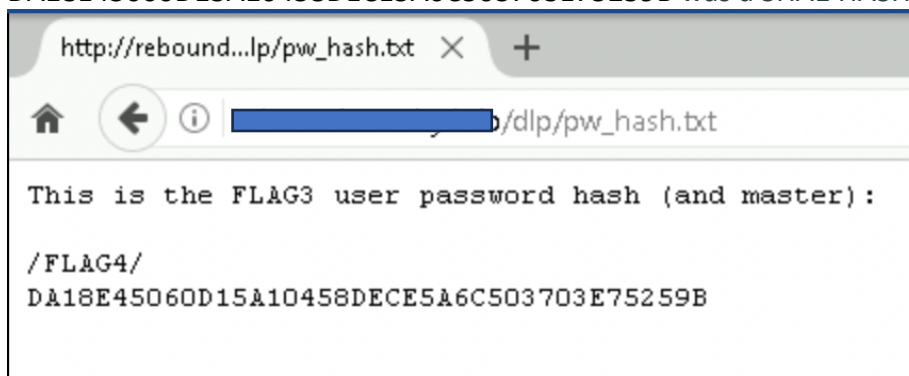 http://rebound...lp/pw_hash.txt
/dlp/pw_hash.txt
This is the FLAG3 user password hash (and master):
/FLAG4/
DA18E45060D15A10458DECE5A6C503703E75259B